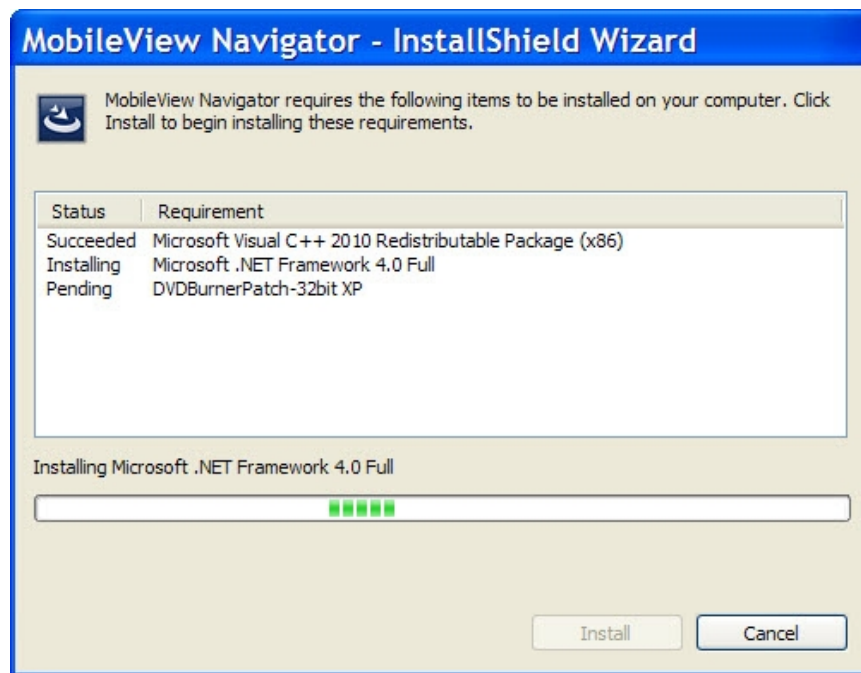 MobileView Navigator - InstallShield Wizard
MobileView Navigator requires the following items to be installed on your computer. Click
Install to begin installing these requirements.
Status Requirement
Succeeded Microsoft Visual C++ 2010 Redistributable Package (x86)
Installing Microsoft .NET Framework 4.0 Full
Pending DVDBurnerPatch-32bit XP
Installing Microsoft .NET Framework 4.0 Full
Install Cancel